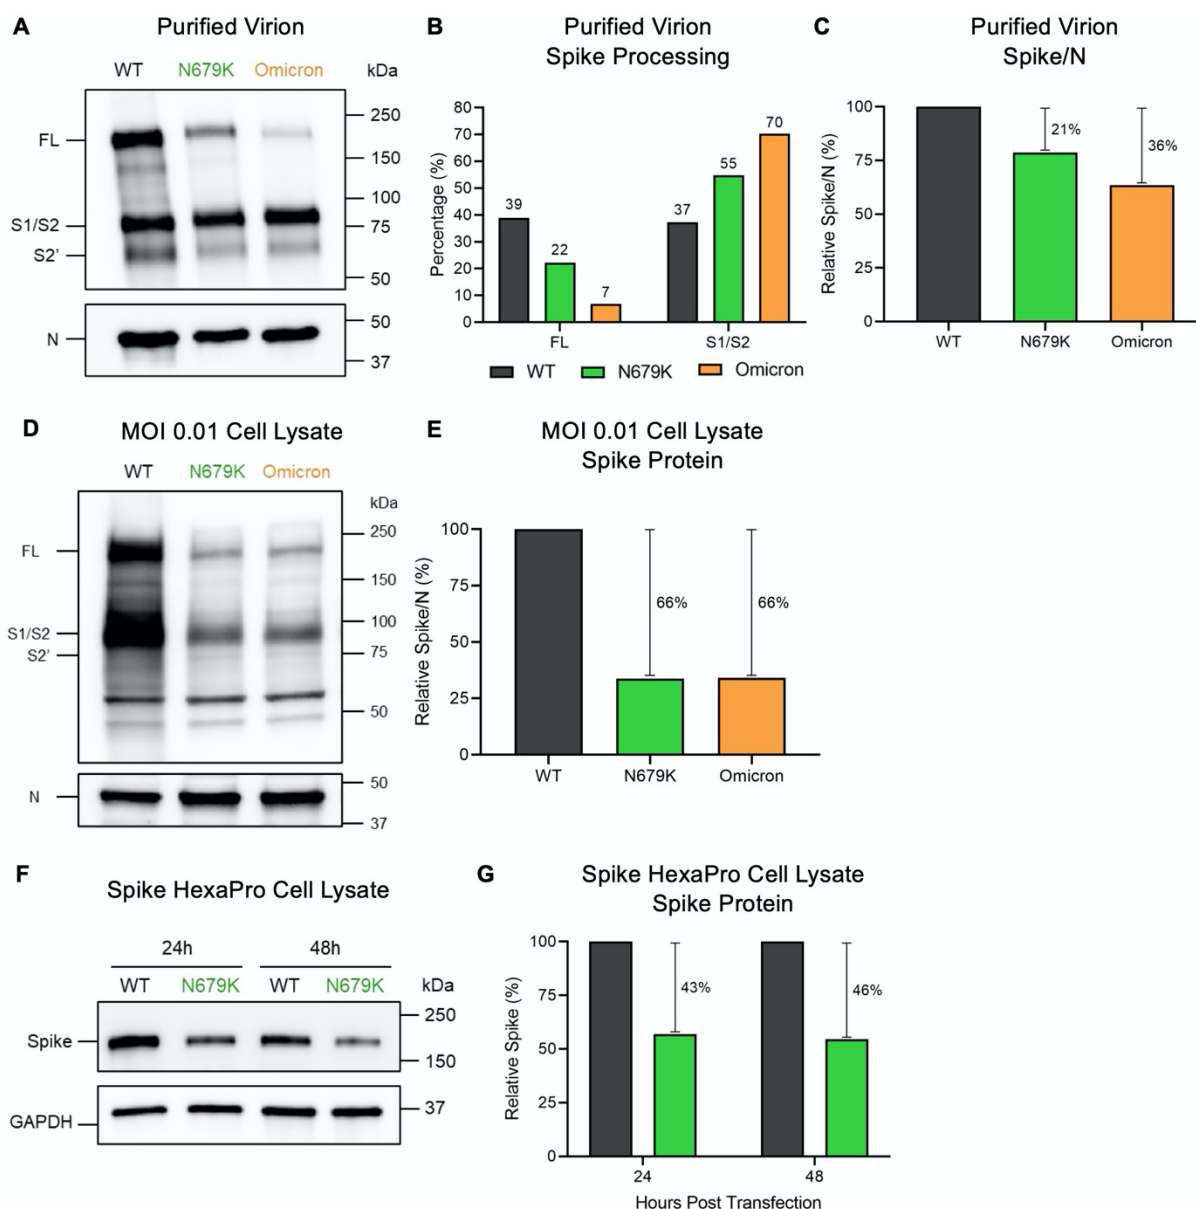 A
Purified Virion
WT N679K Omicron kDa
FL
S1/S2
S2'
250
150
100
75
50
N
50
37
B
Purified Virion
Spike Processing
Percentage (%)
80
70
60
50
40
30
20
10
0
39
22
7
37
55
70
FL S1/S2
WT N679K Omicron
C
Purified Virion
Spike/N
Relative Spike/N (%)
100
75
50
25
0
21%
36%
WT N679K Omicron
D
MOI 0.01 Cell Lysate
WT N679K Omicron
kDa
FL
S1/S2
S2'
250
150
100
75
50
N
50
37
E
MOI 0.01 Cell Lysate
Spike Protein
Relative Spike/N (%)
100
75
50
25
0
66%
66%
WT N679K Omicron
F
Spike HexaPro Cell Lysate
24h 48h
WT N679K WT N679K kDa
Spike
250
150
GAPDH
37
G
Spike HexaPro Cell Lysate
Spike Protein
Relative Spike (%)
100
75
50
25
0
43%
46%
24 48
Hours Post Transfection